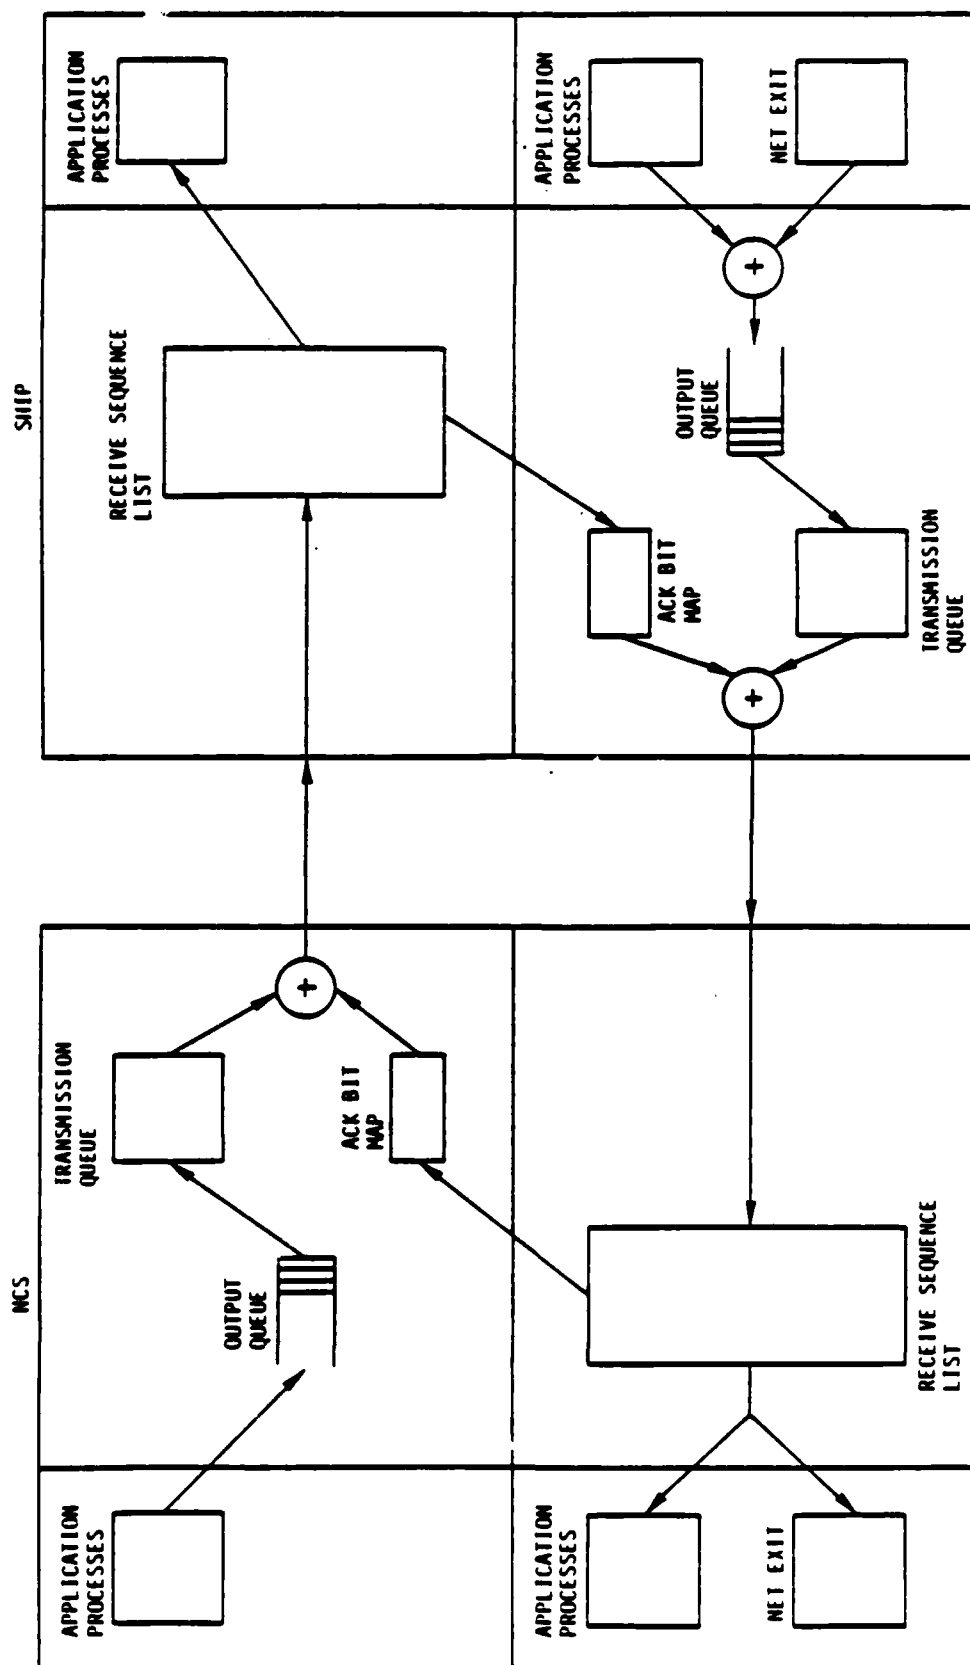 NCS
SHIP
APPLICATION
PROCESSES
OUTPUT
QUEUE
TRANSMISSION
QUEUE
ACK BIT
MAP
+
RECEIVE SEQUENCE
LIST
APPLICATION
PROCESSES
APPLICATION
PROCESSES
NET EXIT
RECEIVE SEQUENCE
LIST
ACK BIT
MAP
+
TRANSMISSION
QUEUE
OUTPUT
QUEUE
+
APPLICATION
PROCESSES
NET EXIT